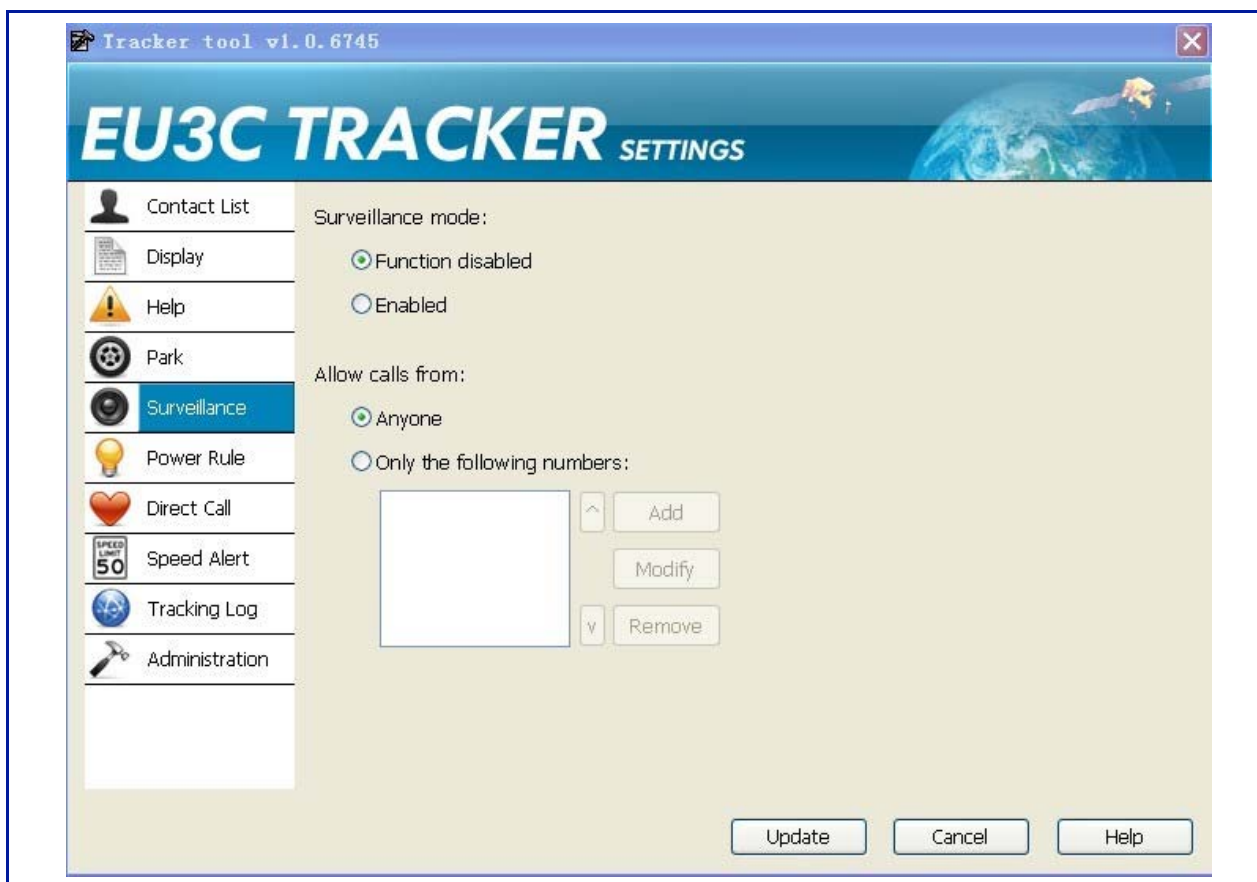 Tracker tool v1.0.6745
EU3C TRACKER SETTINGS
Contact List
Display
Help
Park
Surveillance
Power Rule
Direct Call
SPEED LIMIT 50
Speed Alert
Tracking Log
Administration
Surveillance mode:
Function disabled
Enabled
Allow calls from:
Anyone
Only the following numbers:
^
Add
Modify
v
Remove
Update
Cancel
Help